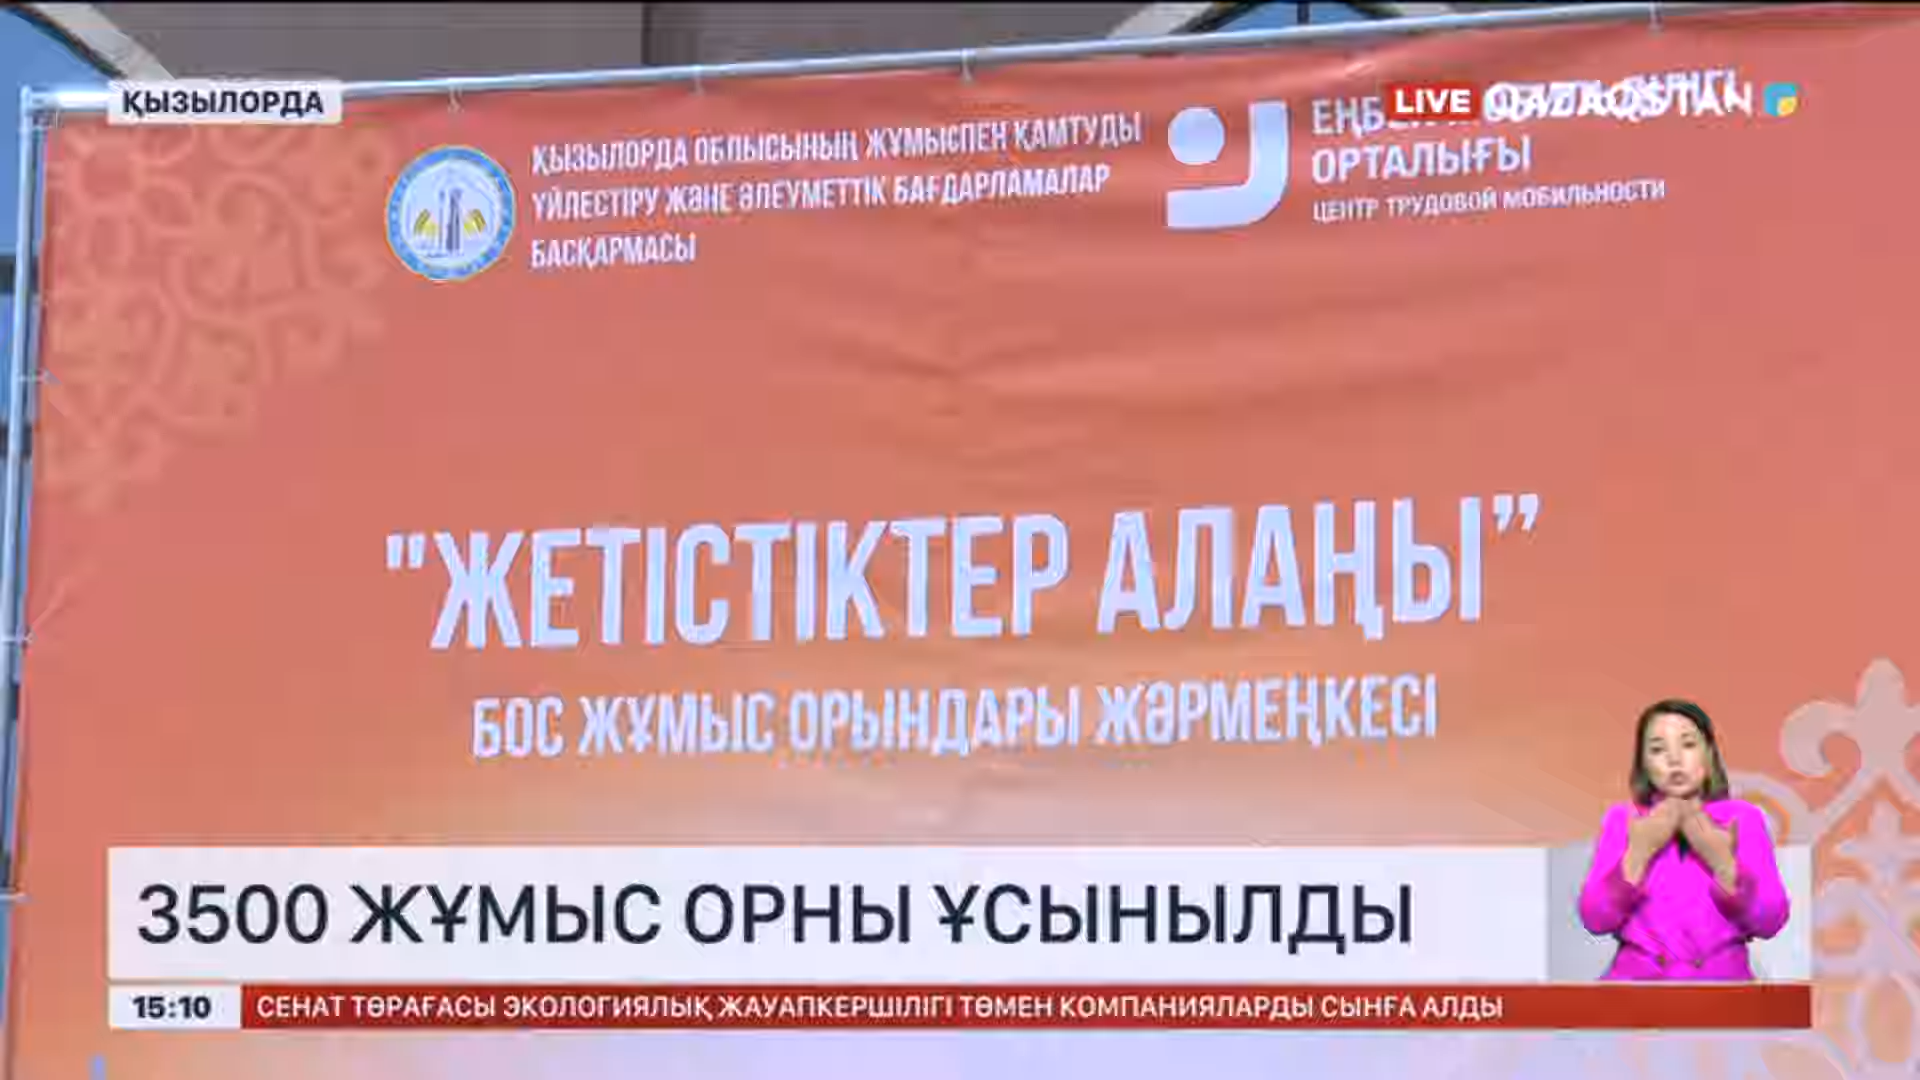 ҚЫЗЫЛОРДА
LIVE QAZAQSTAN
ҚЫЗЫЛОРДА ОБЛЫСЫНЫҢ ЖҰМЫСПЕН ҚАМТУДЫ
ҮЙЛЕСТІРУ ЖӘНЕ ӘЛЕУМЕТТІК БАҒДАРЛАМАЛАР
БАСҚАРМАСЫ
ОРТАЛЫҒЫ
ЦЕНТР ТРУДОВОЙ МОБИЛЬНОСТИ
"ЖЕТІСТІКТЕР АЛАҢЫ”
БОС ЖҰМЫС ОРЫНДАРЫ ЖӘРМЕҢКЕСІ
3500 ЖҰМЫС ОРНЫ ҰСЫНЫЛДЫ
15:10 СЕНАТ ТӨРАҒАСЫ ЭКОЛОГИЯЛЫҚ ЖАУАПКЕРШІЛІГІ ТӨМЕН КОМПАНИЯЛАРДЫ СЫНҒА АЛДЫ